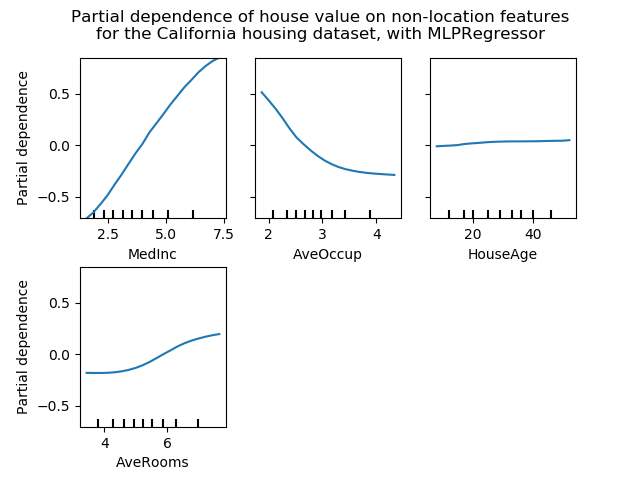 Partial dependence of house value on non-location features
for the California housing dataset, with MLPRegressor
Partial dependence
0.5
0.0
−0.5
2.5 5.0 7.5
MedInc
2 3 4
AveOccup
20 40
HouseAge
Partial dependence
0.5
0.0
−0.5
4 6
AveRooms